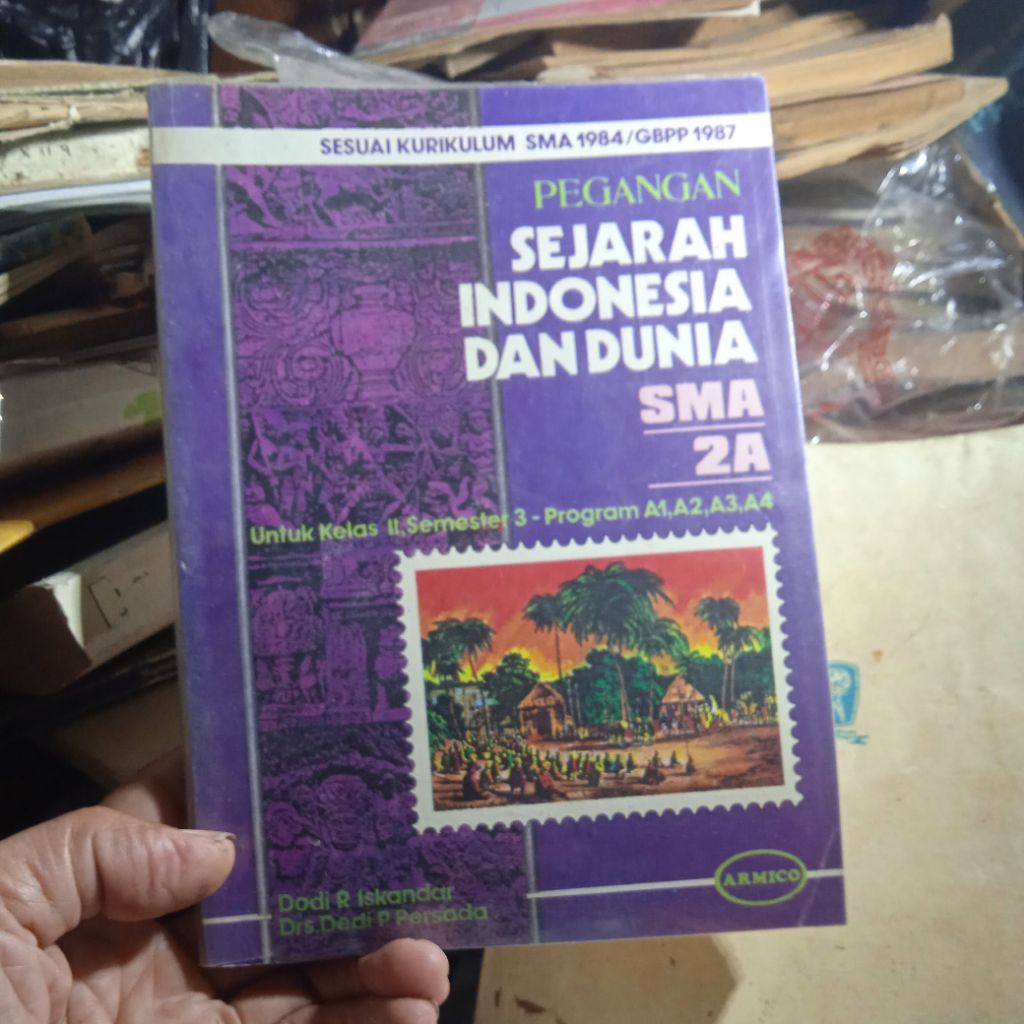 SESUAI KURIKULUM SMA 1984/GBPP 1987
PEGANGAN
SEJARAH
INDONESIA
DAN DUNIA
SMA
2A
Untuk Kelas II, Semester 3 - Program A1,A2,A3,A4
Dodi R Iskandar
Drs.Dedi P Persada
ARMICO